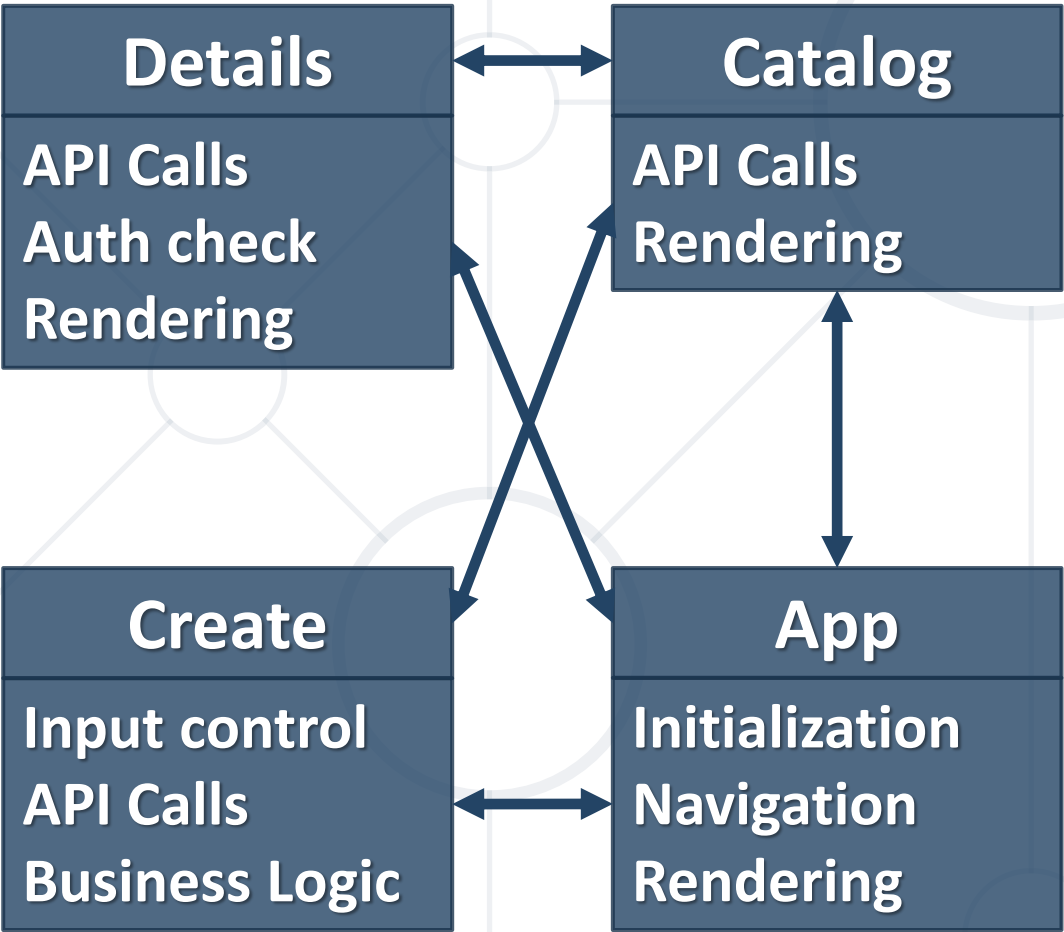 Details
API Calls
Auth check
Rendering
Catalog
API Calls
Rendering
Create
Input control
API Calls
Business Logic
App
Initialization
Navigation
Rendering